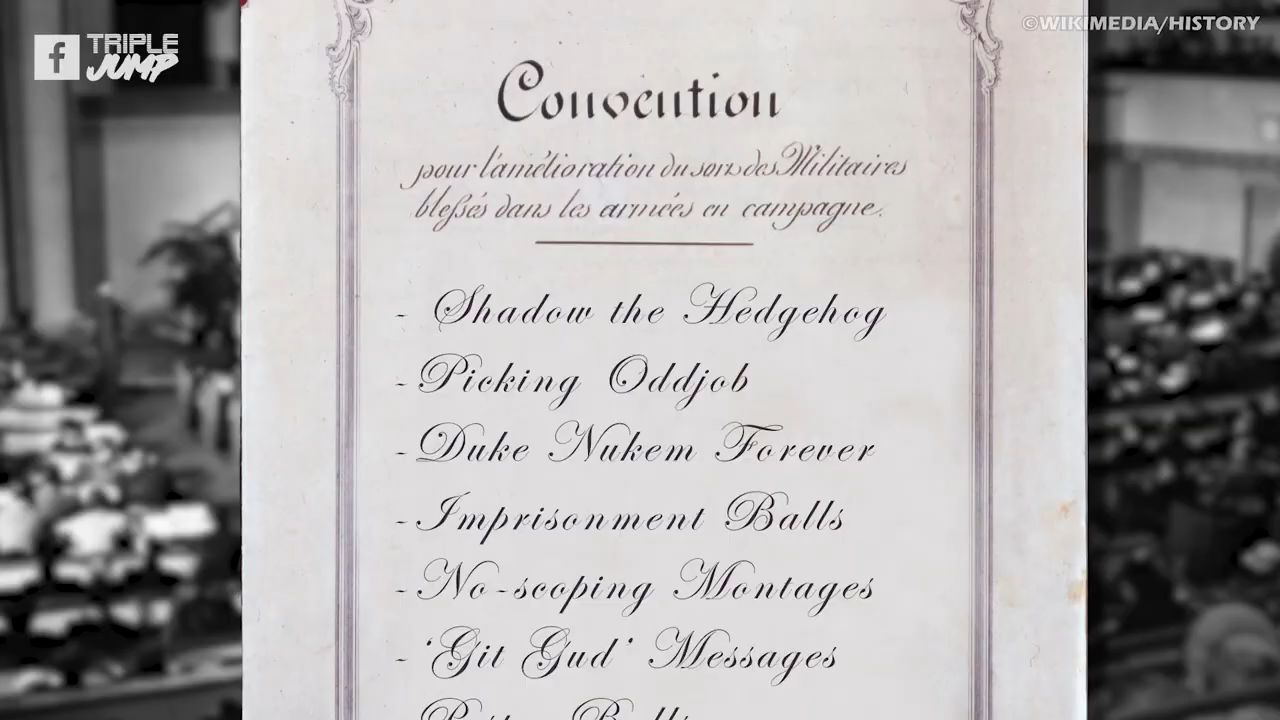 f TRIPLE
JUMP
©WIKIMEDIA/HISTORY
Convention
pour l'amélioration du sort des Militaires
blessés dans les armées en campagne.
- Shadow the Hedgehog
- Picking Oddjob
- Duke Nukem Forever
- Imprisonment Balls
- No-scoping Montages
- 'Git Gud' Messages